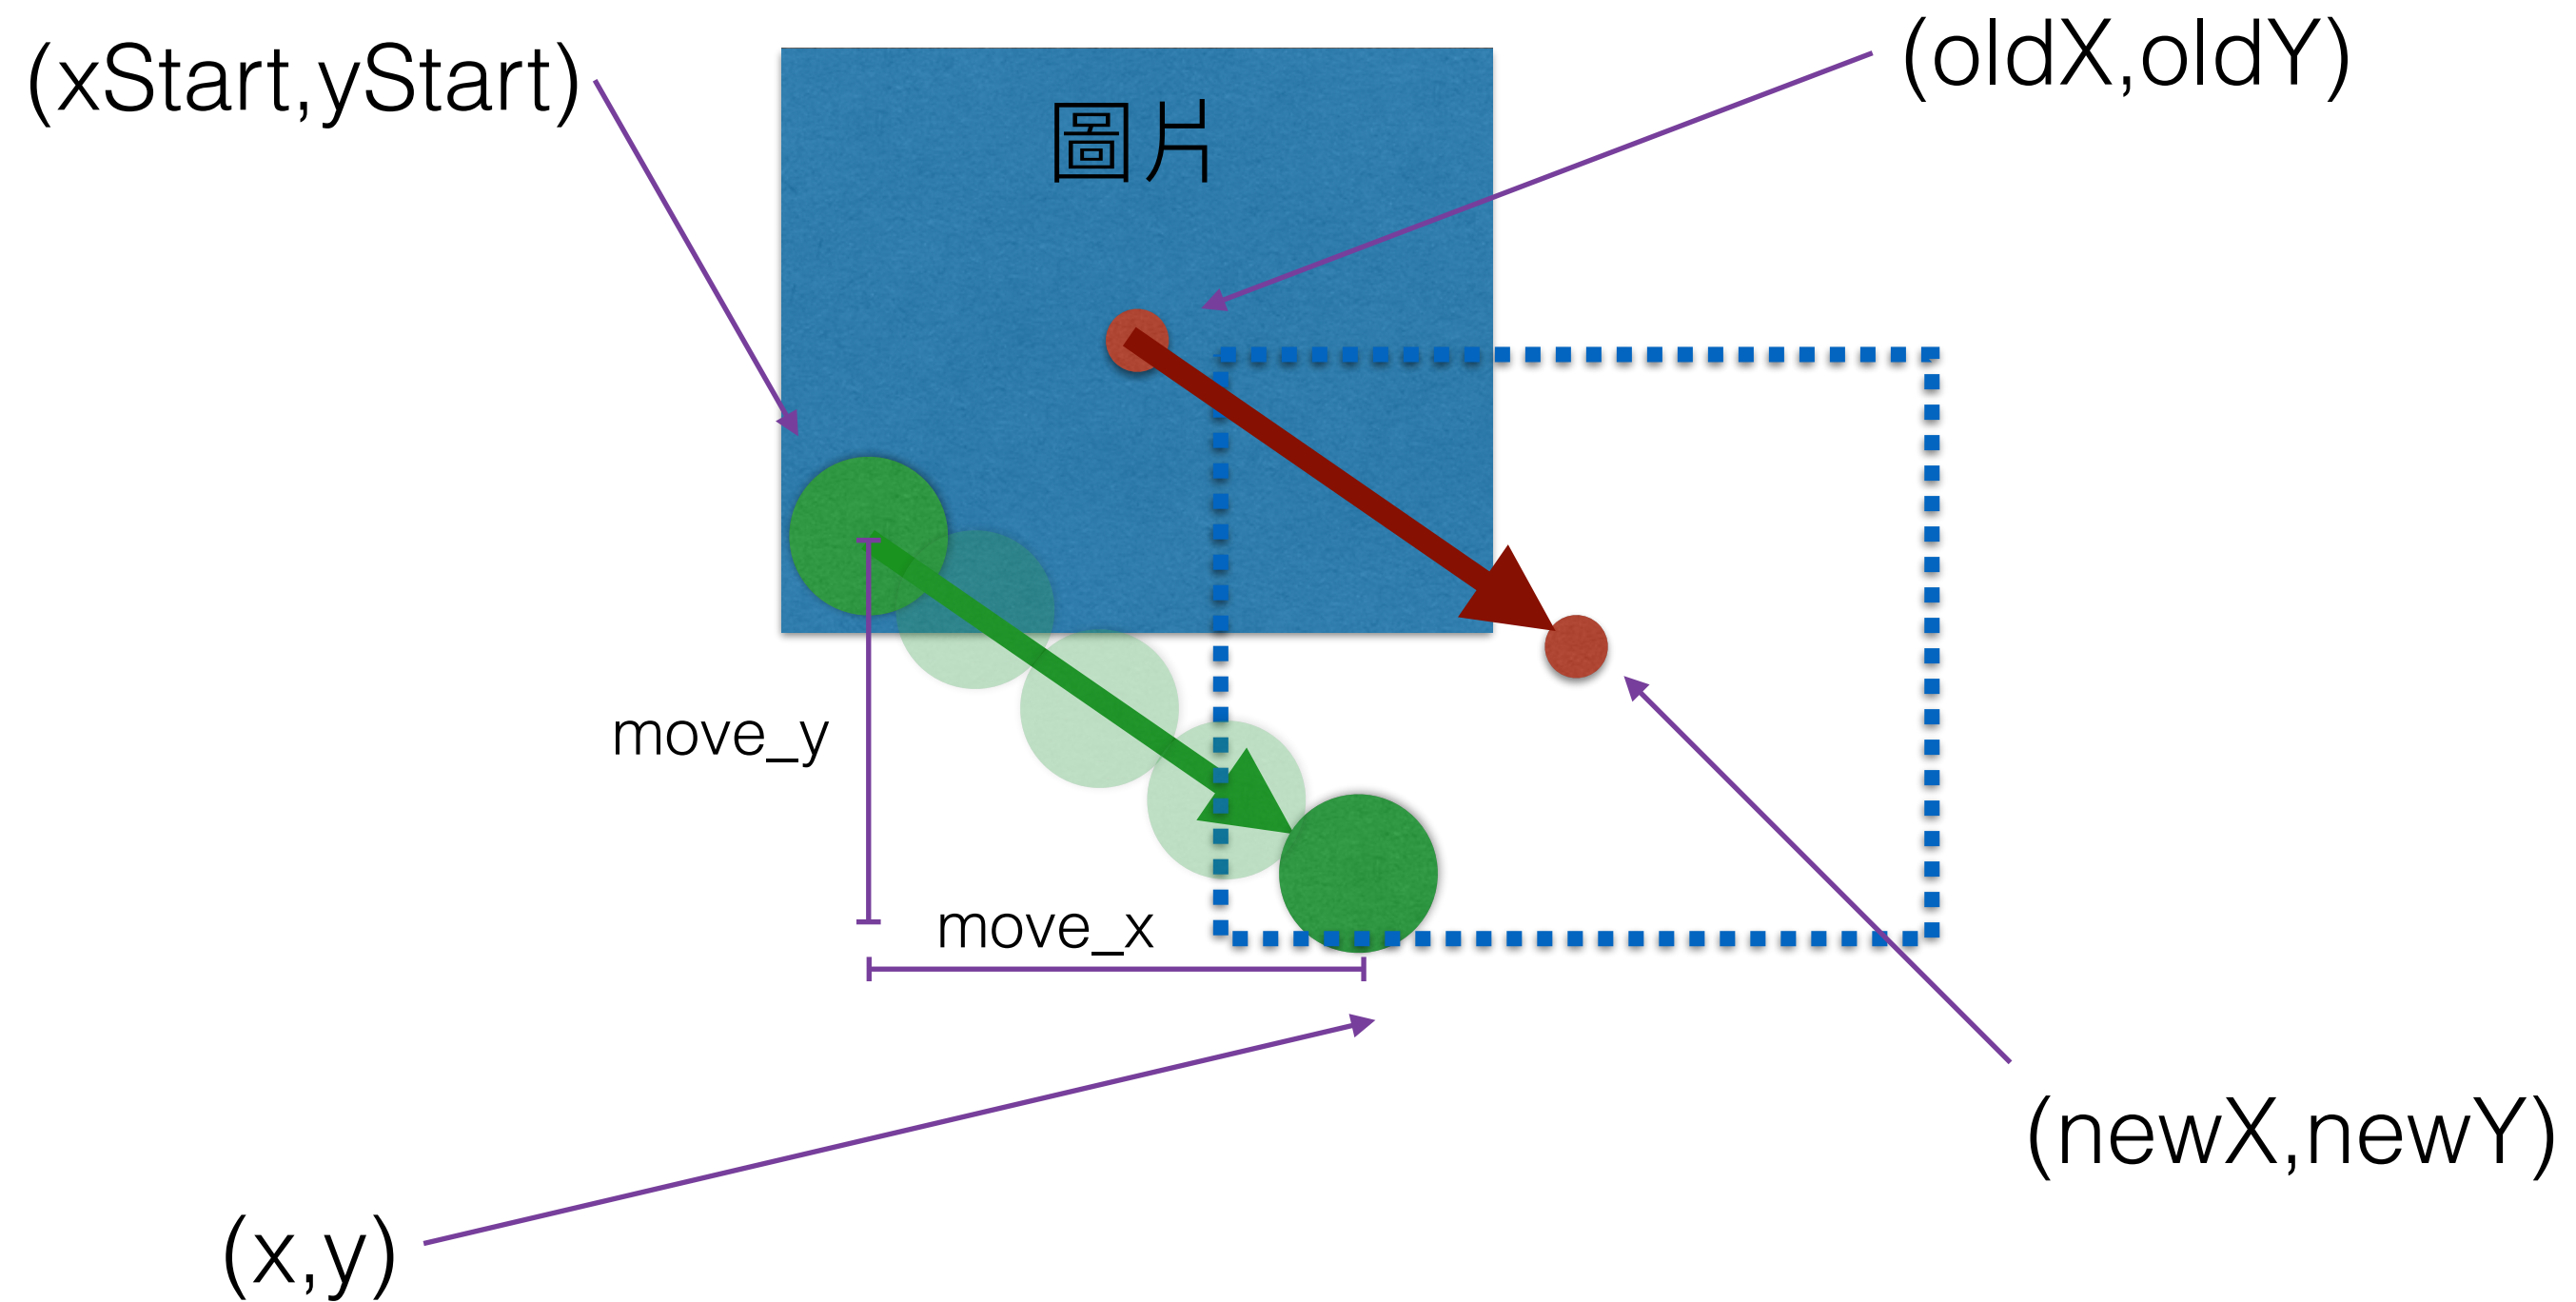 (xStart,yStart)
(oldX,oldY)
圖片
move_y
move_x
(newX,newY)
(x,y)